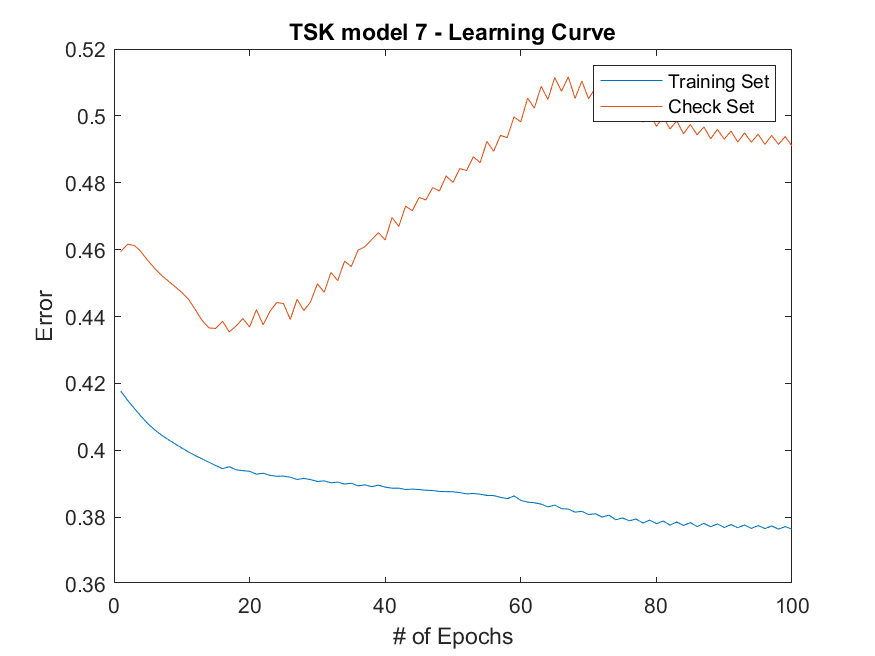 TSK model 7 - Learning Curve
0.52
0.5
0.48
0.46
0.44
0.42
0.4
0.38
0.36
Error
Training Set
Check Set
0 20 40 60 80 100
# of Epochs